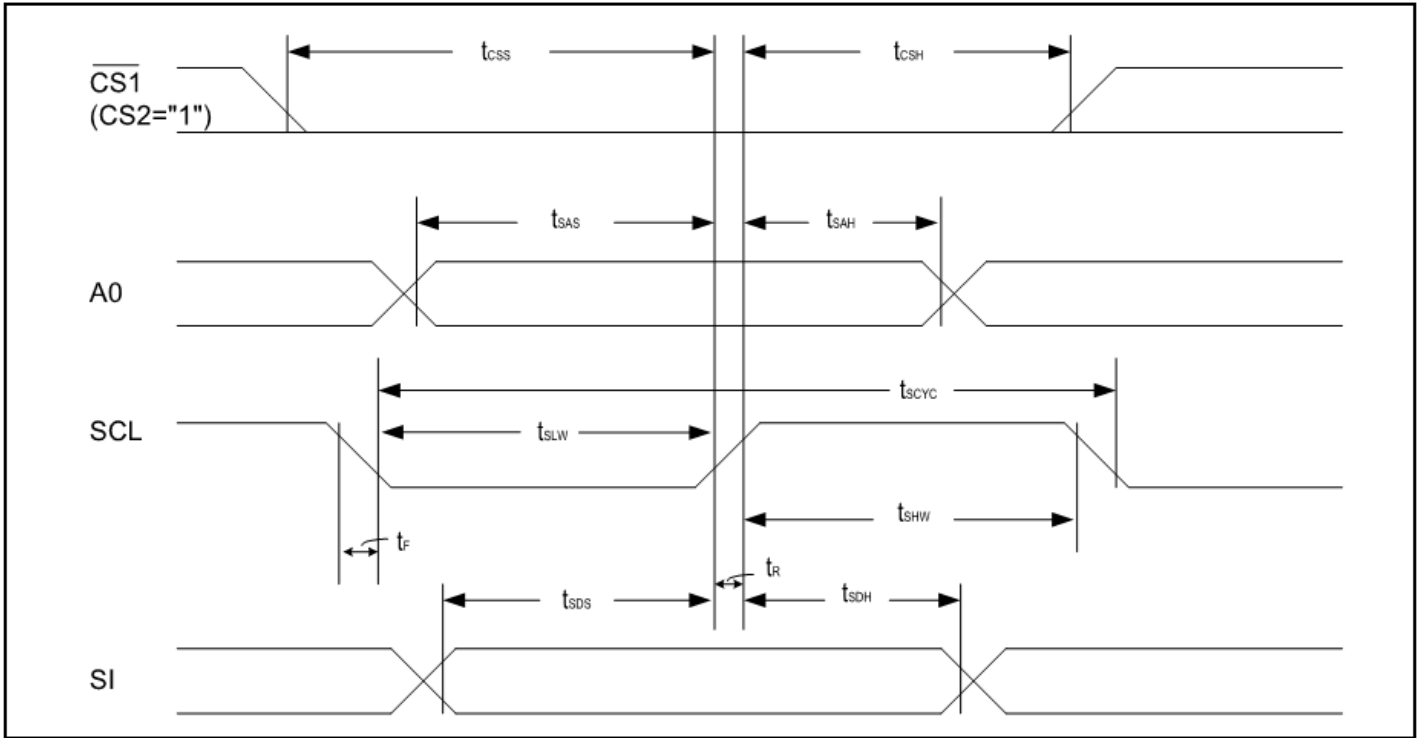 tCSS
tCSH
CS1
(CS2="1")
tSAS
tSAH
A0
tSCYC
SCL
tSLW
tSHW
tF
tR
tSDS
tSDH
SI